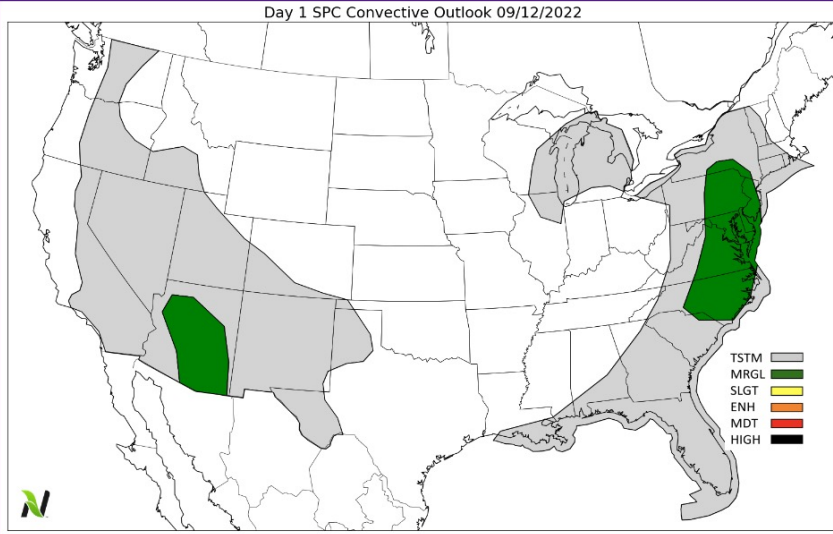 Day 1 SPC Convective Outlook 09/12/2022
TSTM
MRGL
SLGT
ENH
MDT
HIGH